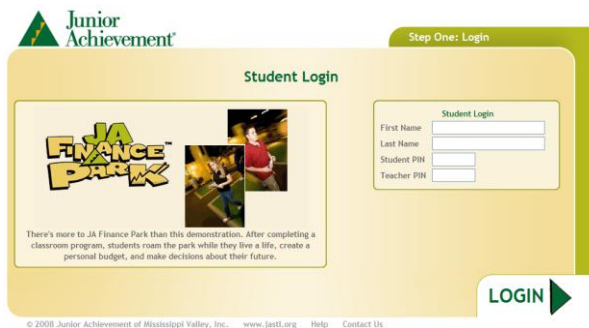 Junior
Achievement®
Step One: Login
Student Login
JA
FINANCE
PARK™
There's more to JA Finance Park than this demonstration. After completing a
classroom program, students roam the park while they live a life, create a
personal budget, and make decisions about their future.
Student Login
First Name
Last Name
Student PIN
Teacher PIN
LOGIN
© 2008 Junior Achievement of Mississippi Valley, Inc. www.jastl.org Help Contact Us